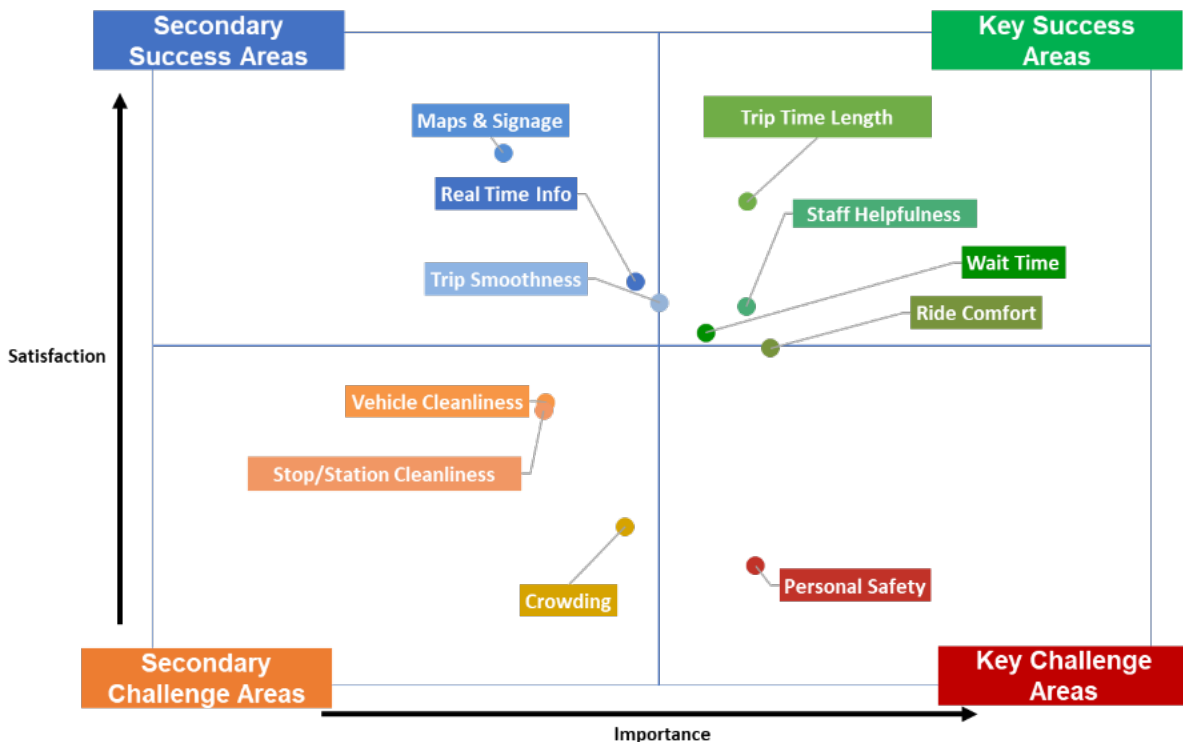 Secondary
Success Areas
Key Success
Areas
Maps & Signage
Trip Time Length
Real Time Info
Staff Helpfulness
Wait Time
Trip Smoothness
Ride Comfort
Satisfaction
Vehicle Cleanliness
Stop/Station Cleanliness
Crowding
Personal Safety
Secondary
Challenge Areas
Key Challenge
Areas
Importance